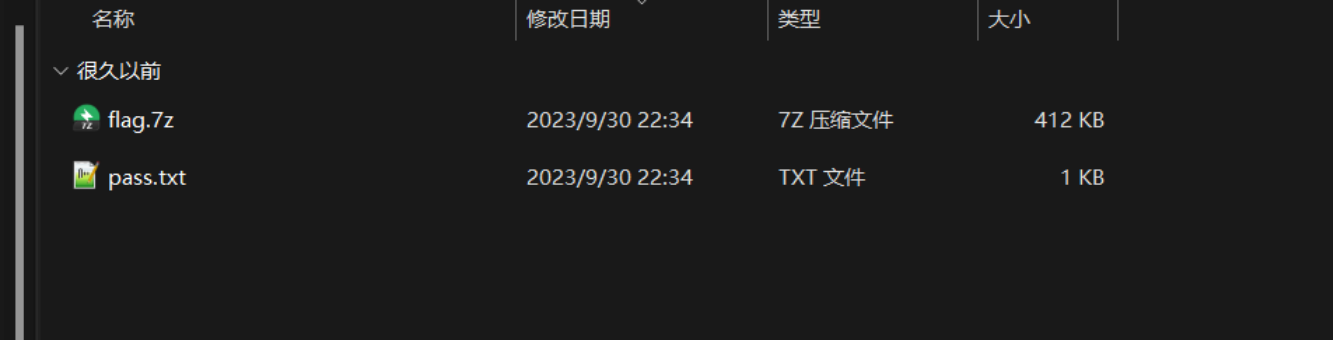 名称 修改日期 类型 大小
很久以前
flag.7z 2023/9/30 22:34 7Z 压缩文件 412 KB
pass.txt 2023/9/30 22:34 TXT 文件 1 KB